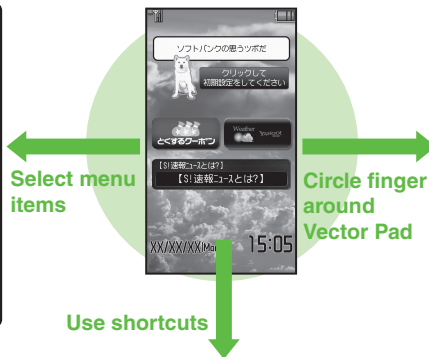 ソフトバンクの思うツボだ
クリックして
初期設定をしてください
とくするクーポン
Weather
YAHOO!
【S!速報ニュースとは?】
【S!速報ニュースとは?】
XX/XX/XX(Mon)
15:05
Select menu
items
Circle finger
around
Vector Pad
Use shortcuts